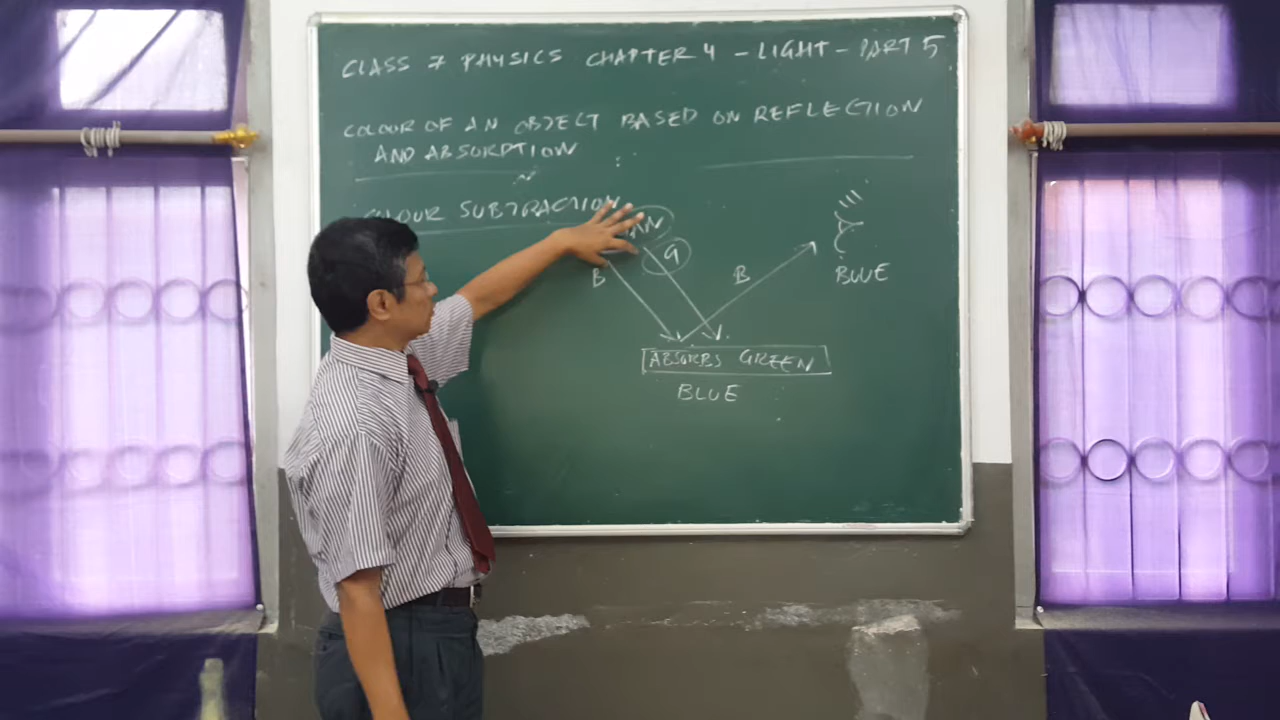 CLASS 7 PHYSICS CHAPTER 4 - LIGHT - PART 5
COLOUR OF AN OBJECT BASED ON REFLECTION
AND ABSORPTION
COLOUR SUBTRACTION
G
B
B
BLUE
ABSORBS GREEN
BLUE